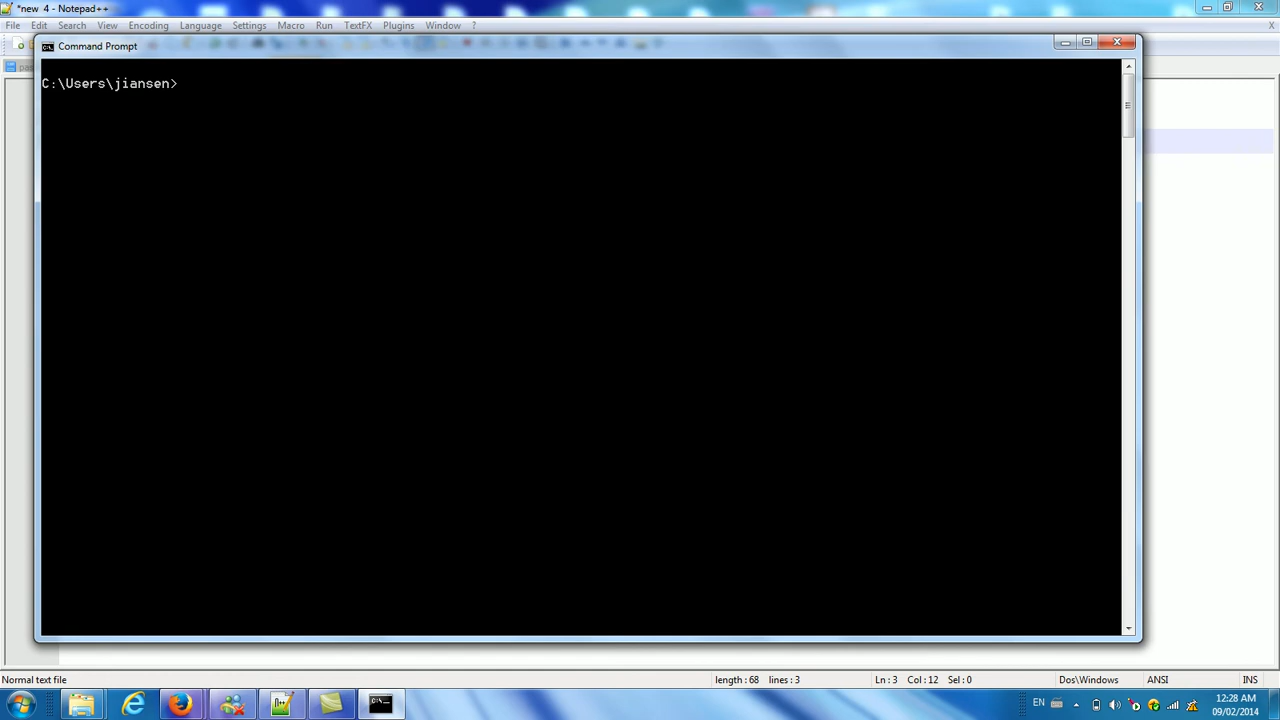 *new 4 - Notepad++
File Edit Search View Encoding Language Settings Macro Run TextFX Plugins Window ? X
Command Prompt
C:\Users\jiansen>
Normal text file length : 68 lines : 3 Ln : 3 Col : 12 Sel : 0 Dos\Windows ANSI INS
EN 12:28 AM
09/02/2014